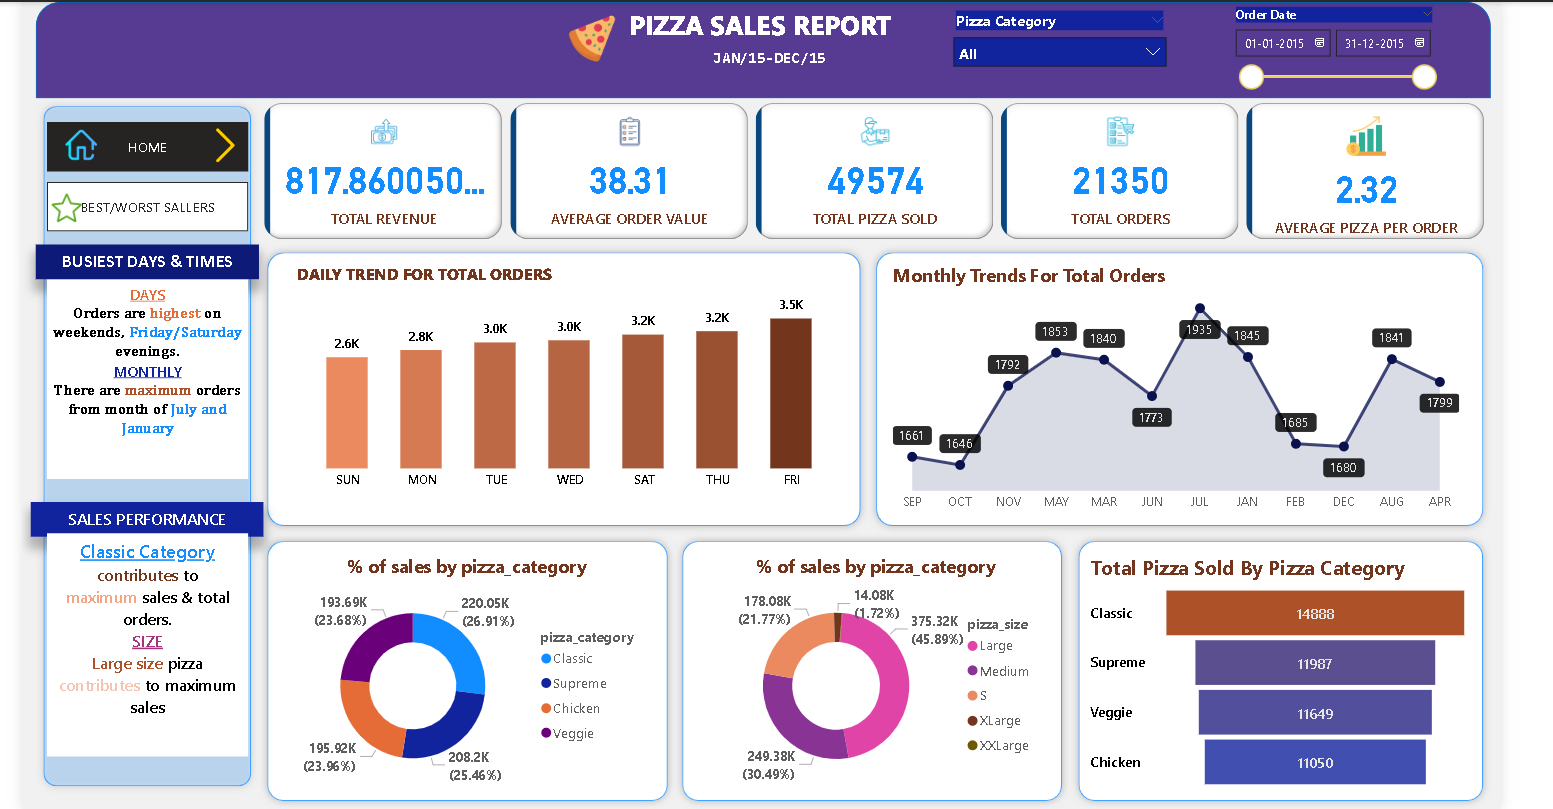 PIZZA SALES REPORT
JAN/15-DEC/15
Pizza Category
All
Order Date
01-01-2015
31-12-2015
HOME
BEST/WORST SALLERS
BUSIEST DAYS & TIMES
DAYS
Orders are highest on
weekends, Friday/Saturday
evenings.
MONTHLY
There are maximum orders
from month of July and
January
SALES PERFORMANCE
Classic Category
contributes to
maximum sales & total
orders.
SIZE
Large size pizza
contributes to maximum
sales
817.860050...
TOTAL REVENUE
38.31
AVERAGE ORDER VALUE
49574
TOTAL PIZZA SOLD
21350
TOTAL ORDERS
2.32
AVERAGE PIZZA PER ORDER
DAILY TREND FOR TOTAL ORDERS
2.6K
2.8K
3.0K
3.0K
3.2K
3.2K
3.5K
SUN
MON
TUE
WED
SAT
THU
FRI
Monthly Trends For Total Orders
1661
1646
1792
1853
1840
1773
1935
1845
1685
1680
1841
1799
SEP
OCT
NOV
MAY
MAR
JUN
JUL
JAN
FEB
DEC
AUG
APR
% of sales by pizza_category
193.69K
(23.68%)
220.05K
(26.91%)
195.92K
(23.96%)
208.2K
(25.46%)
pizza_category
Classic
Supreme
Chicken
Veggie
% of sales by pizza_category
178.08K
(21.77%)
14.08K
(1.72%)
375.32K
(45.89%)
249.38K
(30.49%)
pizza_size
Large
Medium
S
XLarge
XXLarge
Total Pizza Sold By Pizza Category
Classic
14888
Supreme
11987
Veggie
11649
Chicken
11050